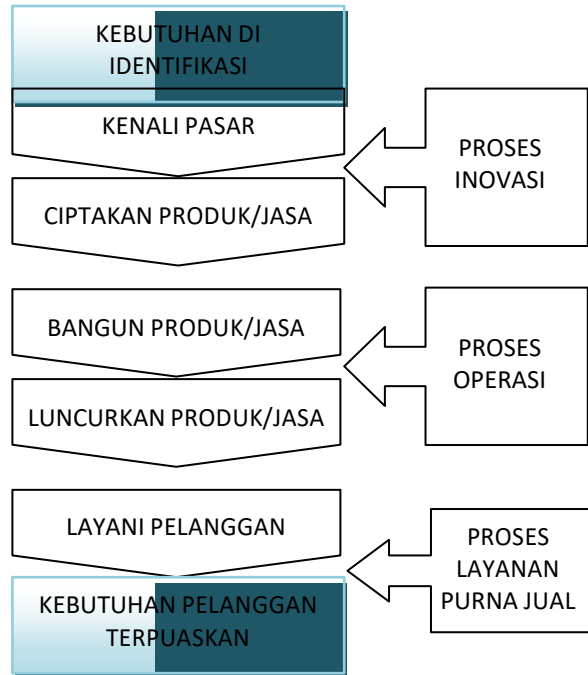 KEBUTUHAN DI
IDENTIFIKASI
KENALI PASAR
PROSES
INOVASI
CIPTAKAN PRODUK/JASA
BANGUN PRODUK/JASA
PROSES
OPERASI
LUNCURKAN PRODUK/JASA
LAYANI PELANGGAN
PROSES
LAYANAN
PURNA JUAL
KEBUTUHAN PELANGGAN
TERPUASKAN